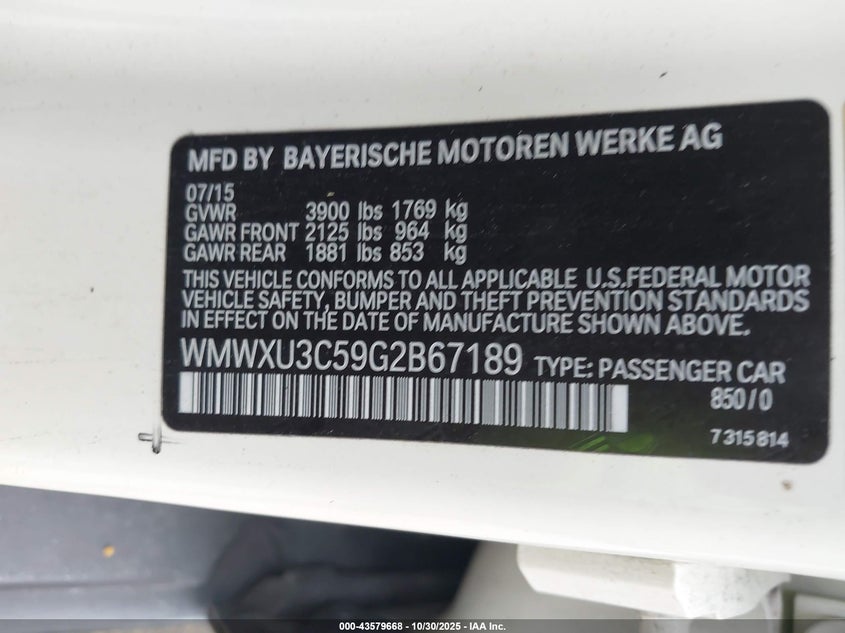 MFD BY BAYERISCHE MOTOREN WERKE AG
07/15
GVWR 3900 lbs 1769 kg
GAWR FRONT 2125 lbs 964 kg
GAWR REAR 1881 lbs 853 kg
THIS VEHICLE CONFORMS TO ALL APPLICABLE U.S.FEDERAL MOTOR
VEHICLE SAFETY, BUMPER AND THEFT PREVENTION STANDARDS
IN EFFECT ON THE DATE OF MANUFACTURE SHOWN ABOVE.
WMWXU3C59G2B67189 TYPE: PASSENGER CAR
850/0
7315814
000-43579668 - 10/30/2025 - IAA Inc.